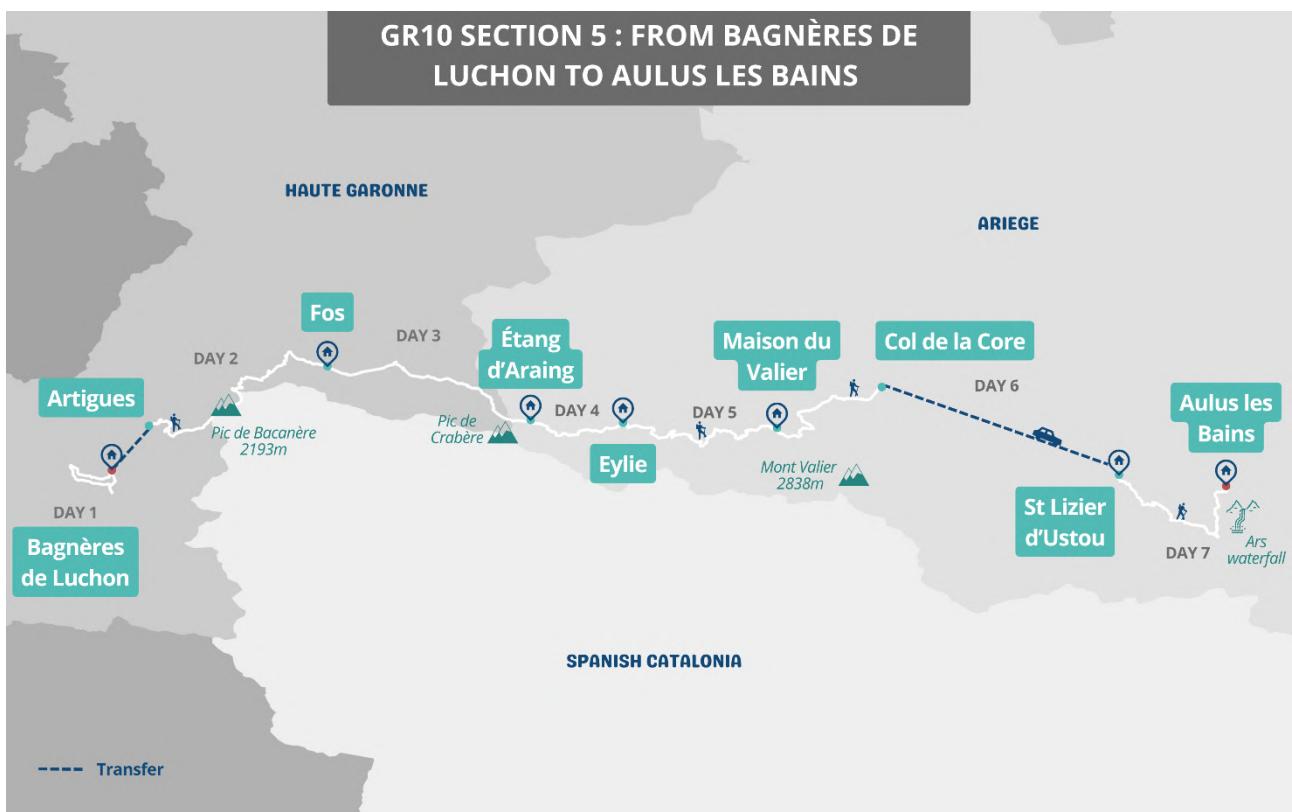 GR10 SECTION 5 : FROM BAGNÈRES DE
LUCHON TO AULUS LES BAINS
HAUTE GARONNE
ARIEGE
Fos
DAY 3
Étang
d'Araing
Maison du
Valier
Col de la Core
DAY 2
DAY 6
Artigues
Aulus les
Bains
Pic de Bacanère
2193m
Pic de
Crabère
DAY 4
DAY 5
Eylie
Mont Valier
2838m
St Lizier
d'Ustou
DAY 1
Bagnères
de Luchon
DAY 7
Ars
waterfall
SPANISH CATALONIA
Transfer